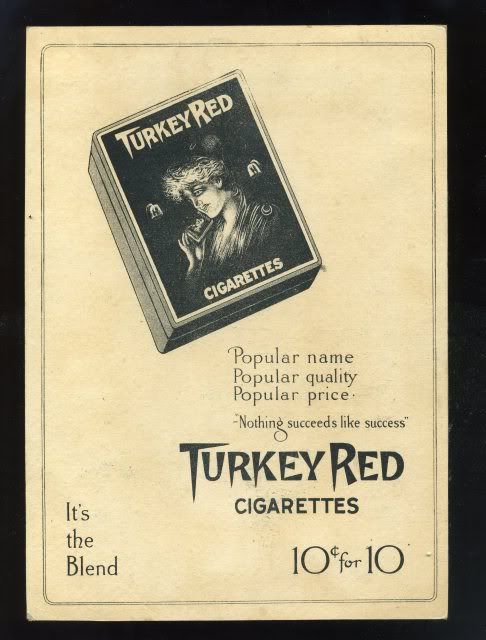 TURKEY RED
CIGARETTES
Popular name
Popular quality
Popular price.
"Nothing succeeds like success"
TURKEY RED
CIGARETTES
It's
the
Blend
10¢ for 10